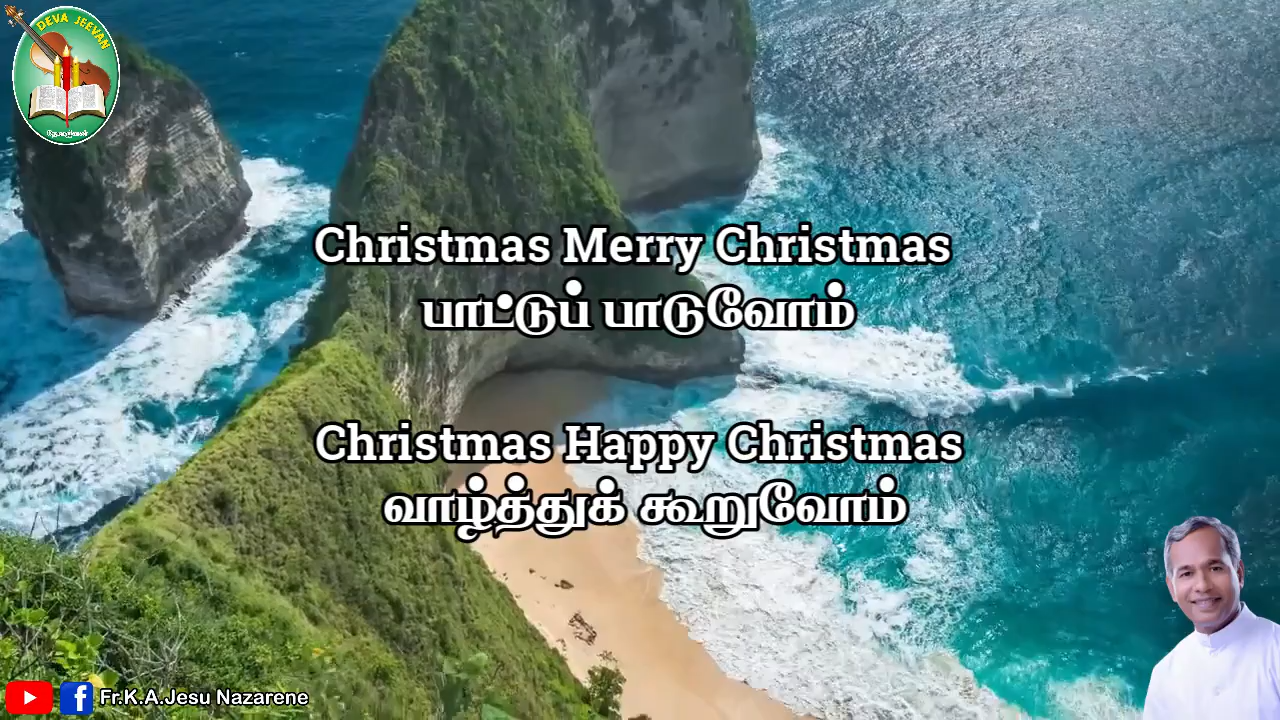 DEVA JEEVAN
Christmas Merry Christmas
பாட்டுப் பாடுவோம்
Christmas Happy Christmas
வாழ்த்துக் கூறுவோம்
Fr.K.A.Jesu Nazarene